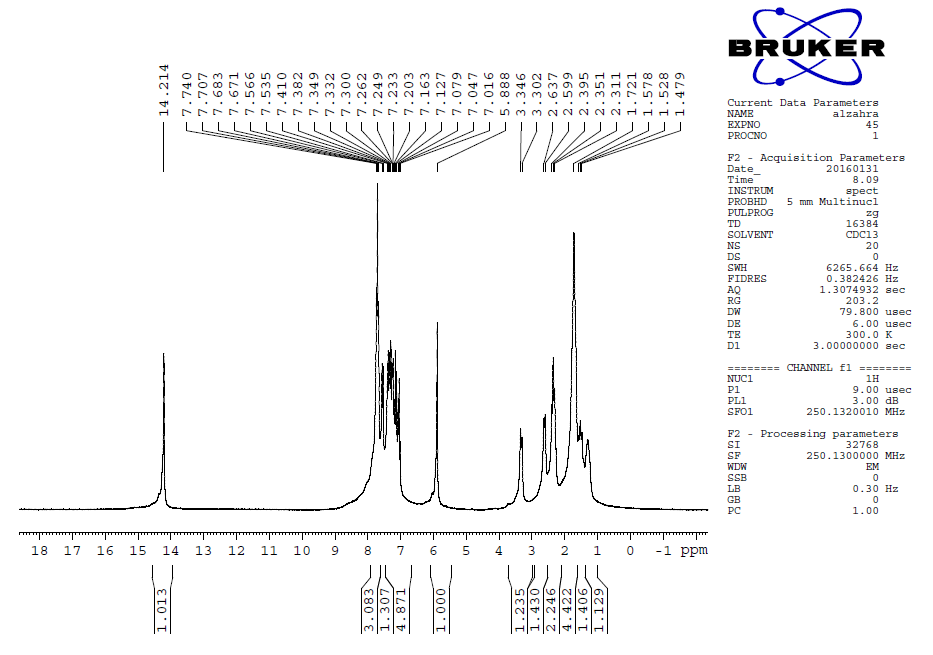 14.214
7.740
7.707
7.683
7.671
7.566
7.535
7.410
7.382
7.349
7.332
7.300
7.262
7.249
7.233
7.203
7.163
7.127
7.079
7.047
7.016
5.888
3.346
3.302
2.637
2.599
2.395
2.351
2.311
1.721
1.578
1.528
1.479
BRUKER
Current Data Parameters
NAME alzahra
EXPNO 45
PROCNO 1
F2 - Acquisition Parameters
Date_ 20160131
Time 8.09
INSTRUM spect
PROBHD 5 mm Multinucl
PULPROG zg
TD 16384
SOLVENT CDCl3
NS 20
DS 0
SWH 6265.664 Hz
FIDRES 0.382426 Hz
AQ 1.3074932 sec
RG 203.2
DW 79.800 usec
DE 6.00 usec
TE 300.0 K
D1 3.00000000 sec
======== CHANNEL f1 ========
NUC1 1H
P1 9.00 usec
PL1 3.00 dB
SFO1 250.1320010 MHz
F2 - Processing parameters
SI 32768
SF 250.1300000 MHz
WDW EM
SSB 0
LB 0.30 Hz
GB 0
PC 1.00
18 17 16 15 14 13 12 11 10 9 8 7 6 5 4 3 2 1 0 -1 ppm
1.013
3.083
1.307
4.871
1.000
1.235
1.430
2.246
4.422
1.406
1.129